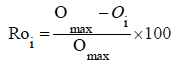 Ro_i = (O_max − O_i) / O_max × 100